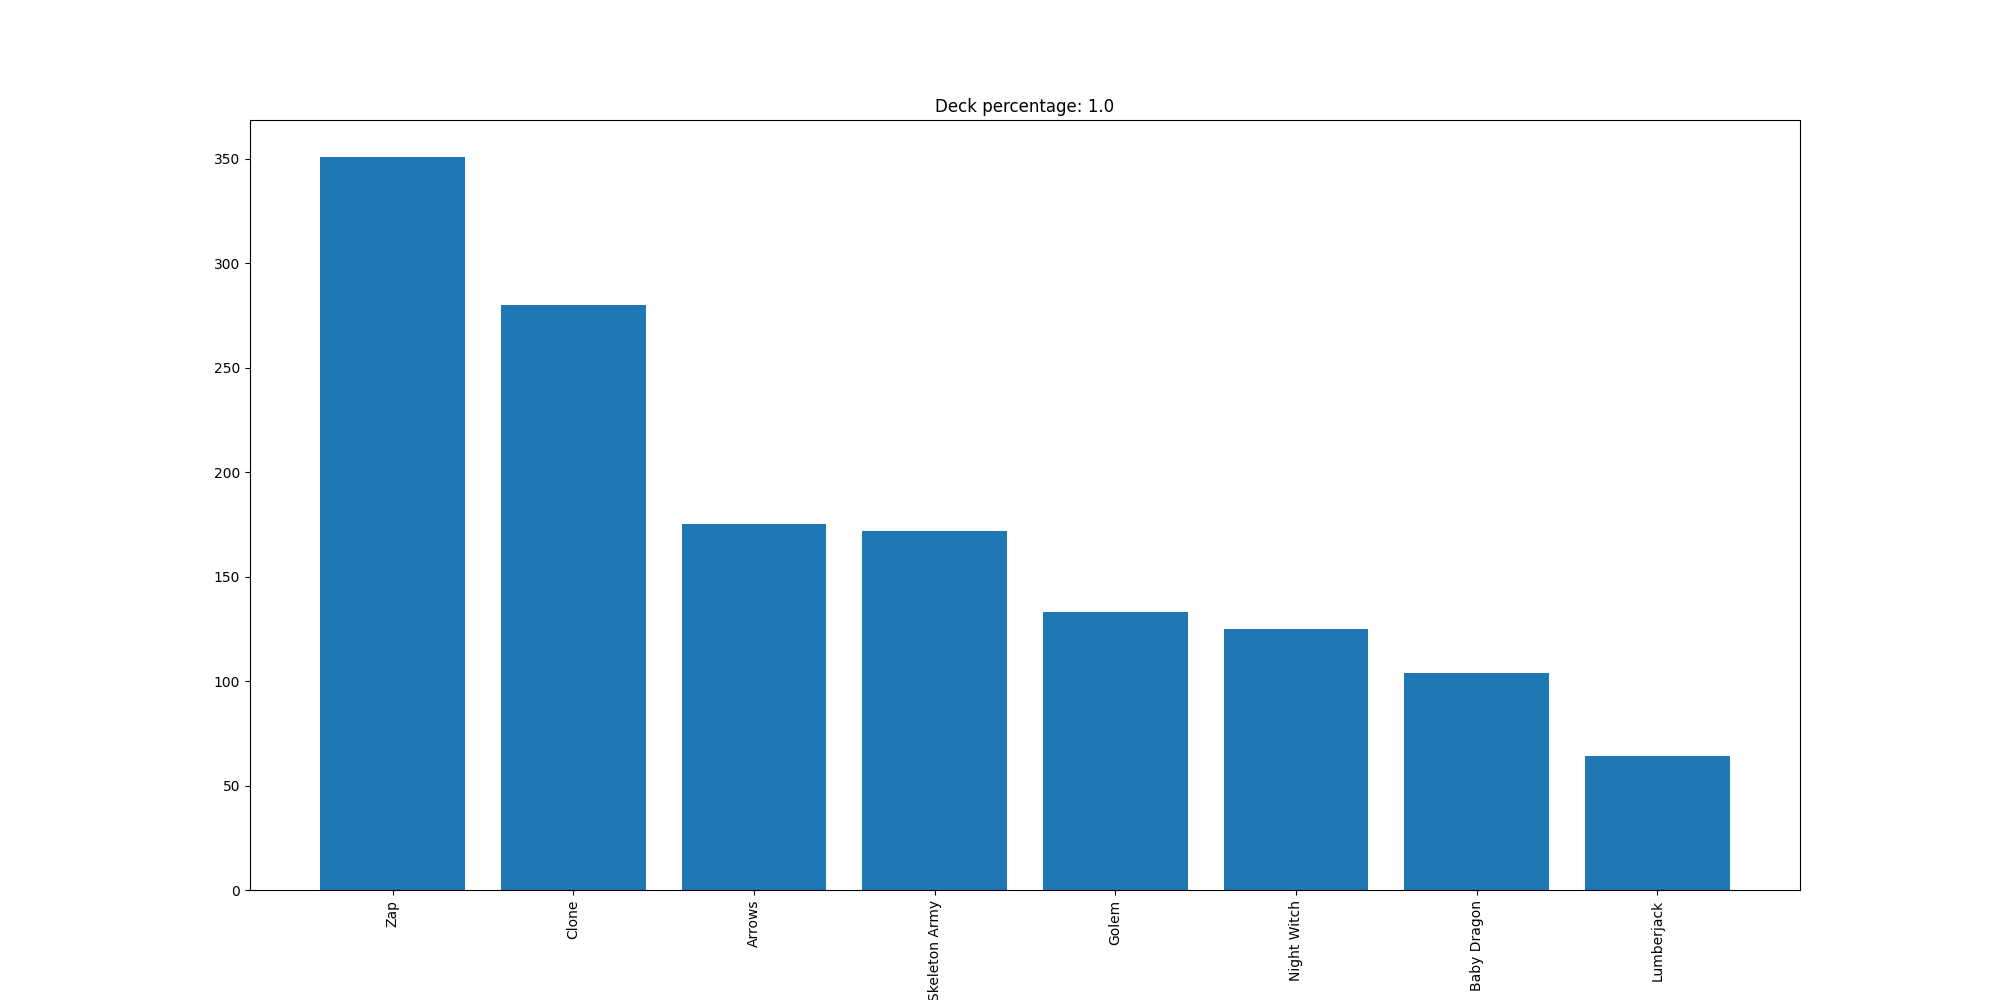 Deck percentage: 1.0
350
300
250
200
150
100
50
0
Zap
Clone
Arrows
Skeleton Army
Golem
Night Witch
Baby Dragon
Lumberjack